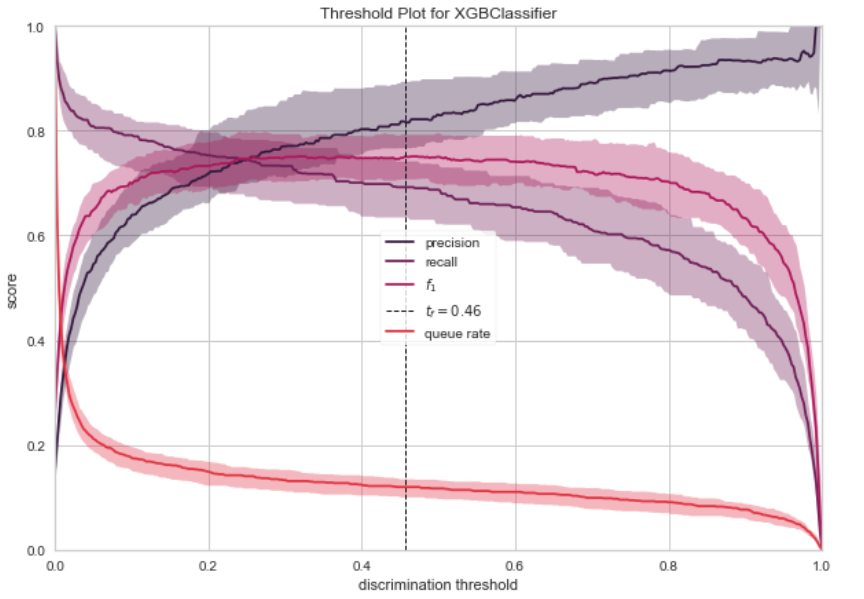 Threshold Plot for XGBClassifier
1.0
0.8
0.6
0.4
0.2
0.0
score
precision
recall
f₁
tᵣ = 0.46
queue rate
0.0 0.2 0.4 0.6 0.8 1.0
discrimination threshold